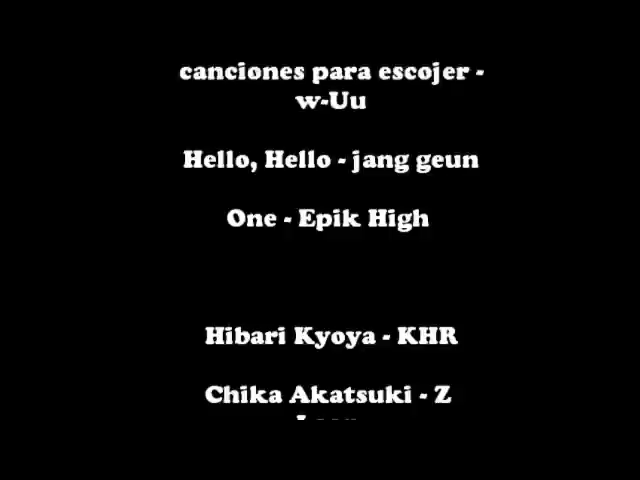 canciones para escojer -
w-Uu
Hello, Hello - jang geun
One - Epik High
Hibari Kyoya - KHR
Chika Akatsuki - Z